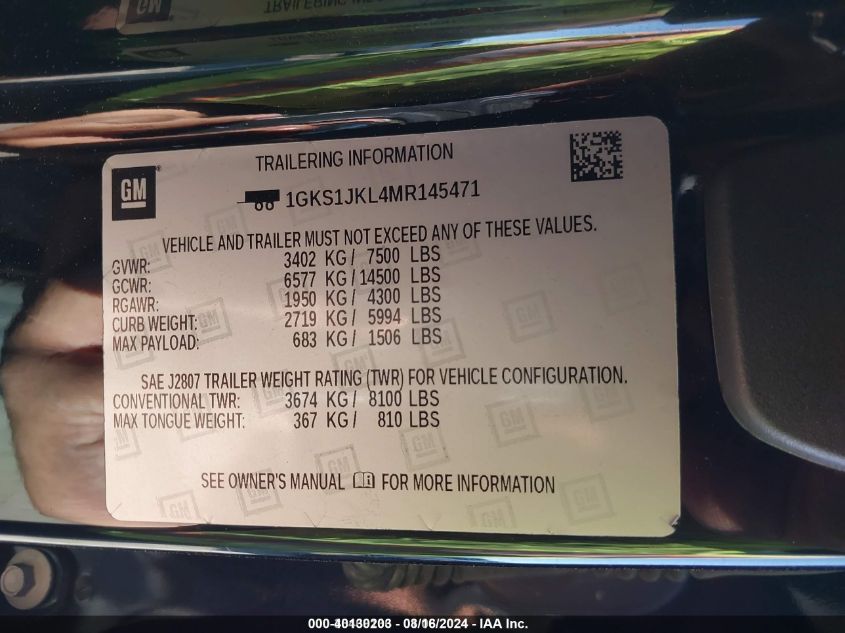 GM
TRAILERING INFORMATION
GM ®
1GKS1JKL4MR145471
VEHICLE AND TRAILER MUST NOT EXCEED ANY OF THESE VALUES.
GVWR: 3402 KG/ 7500 LBS
GCWR: 6577 KG/14500 LBS
RGAWR: 1950 KG/ 4300 LBS
CURB WEIGHT: 2719 KG/ 5994 LBS
MAX PAYLOAD: 683 KG/ 1506 LBS
SAE J2807 TRAILER WEIGHT RATING (TWR) FOR VEHICLE CONFIGURATION.
CONVENTIONAL TWR: 3674 KG/ 8100 LBS
MAX TONGUE WEIGHT: 367 KG/ 810 LBS
SEE OWNER'S MANUAL FOR MORE INFORMATION
/2024 - IAA Inc.